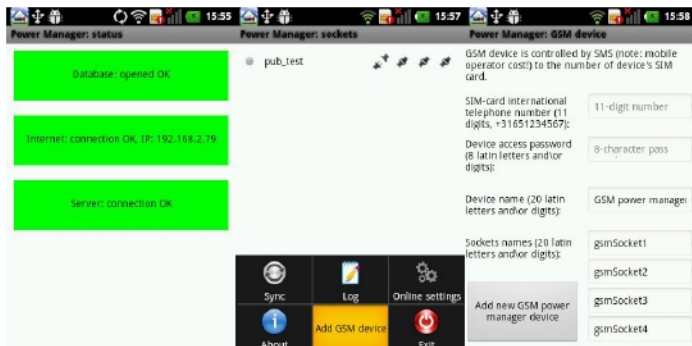 15:55
Power Manager: status
Database: opened OK
Internet: connection OK, IP: 192.168.2.79
Server: connection OK
15:57
Power Manager: sockets
pub_test
Sync
Log
Online settings
About
Add GSM device
Exit
15:58
Power Manager: GSM device
GSM device is controlled by SMS (note: mobile
operator cost!) to the number of device's SIM
card.
SIM-card international
telephone number (11
digits, +31651234567):
11-digit number
Device access password
(8 latin letters and\or
digits):
8-character pass
Device name (20 latin
letters and\or digits):
GSM power manager
Sockets names (20 latin
letters and\or digits):
gsmSocket1
gsmSocket2
gsmSocket3
gsmSocket4
Add new GSM power
manager device